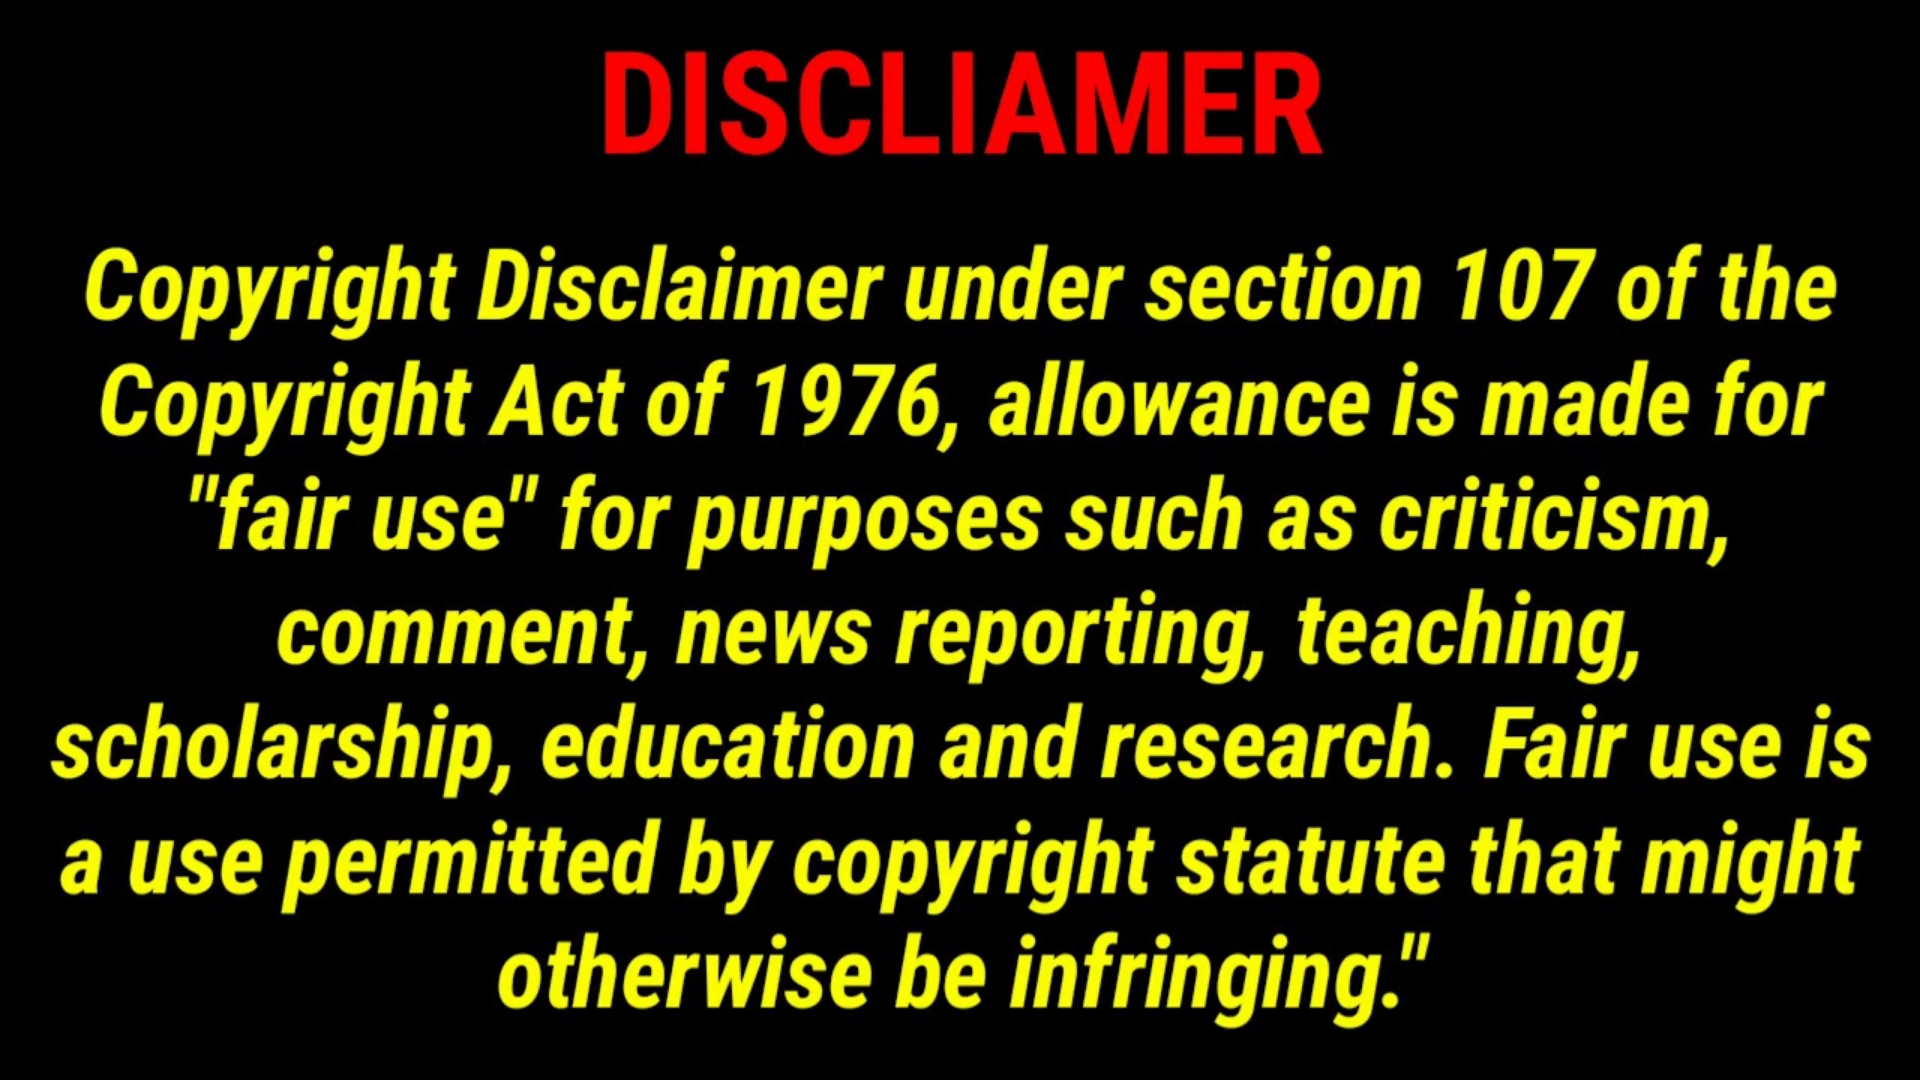 DISCLIAMER
Copyright Disclaimer under section 107 of the
Copyright Act of 1976, allowance is made for
"fair use" for purposes such as criticism,
comment, news reporting, teaching,
scholarship, education and research. Fair use is
a use permitted by copyright statute that might
otherwise be infringing."